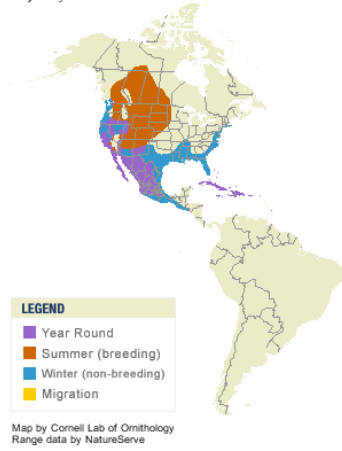 LEGEND
Year Round
Summer (breeding)
Winter (non-breeding)
Migration
Map by Cornell Lab of Ornithology
Range data by NatureServe